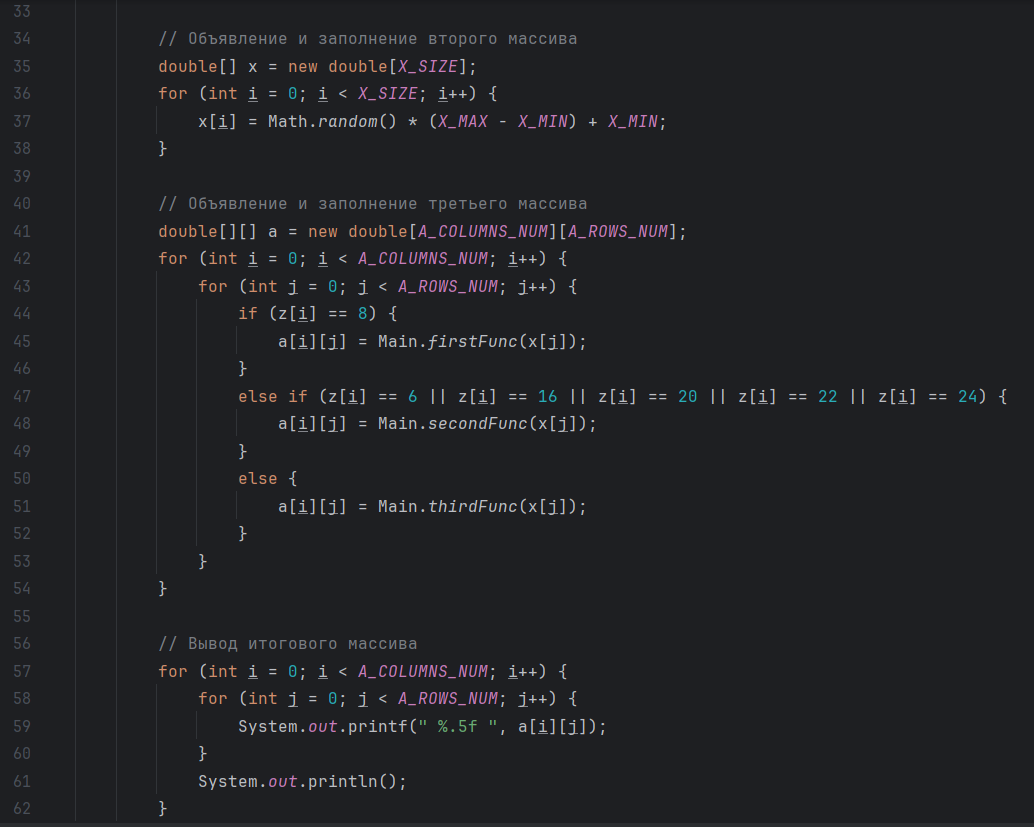 33
34 // Объявление и заполнение второго массива
35 double[] x = new double[X_SIZE];
36 for (int i = 0; i < X_SIZE; i++) {
37     x[i] = Math.random() * (X_MAX - X_MIN) + X_MIN;
38 }
39
40 // Объявление и заполнение третьего массива
41 double[][] a = new double[A_COLUMNS_NUM][A_ROWS_NUM];
42 for (int i = 0; i < A_COLUMNS_NUM; i++) {
43     for (int j = 0; j < A_ROWS_NUM; j++) {
44         if (z[i] == 8) {
45             a[i][j] = Main.firstFunc(x[j]);
46         }
47         else if (z[i] == 6 || z[i] == 16 || z[i] == 20 || z[i] == 22 || z[i] == 24) {
48             a[i][j] = Main.secondFunc(x[j]);
49         }
50         else {
51             a[i][j] = Main.thirdFunc(x[j]);
52         }
53     }
54 }
55
56 // Вывод итогового массива
57 for (int i = 0; i < A_COLUMNS_NUM; i++) {
58     for (int j = 0; j < A_ROWS_NUM; j++) {
59         System.out.printf(" %.5f ", a[i][j]);
60     }
61     System.out.println();
62 }